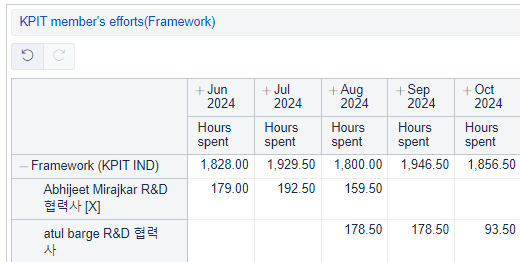 KPIT member's efforts(Framework)
+ Jun 2024 + Jul 2024 + Aug 2024 + Sep 2024 + Oct 2024
Hours spent Hours spent Hours spent Hours spent Hours spent
− Framework (KPIT IND) 1,828.00 1,929.50 1,800.00 1,946.50 1,856.50
Abhijeet Mirajkar R&D 179.00 192.50 159.50
협력사 [X]
atul barge R&D 협력 178.50 178.50 93.50
사